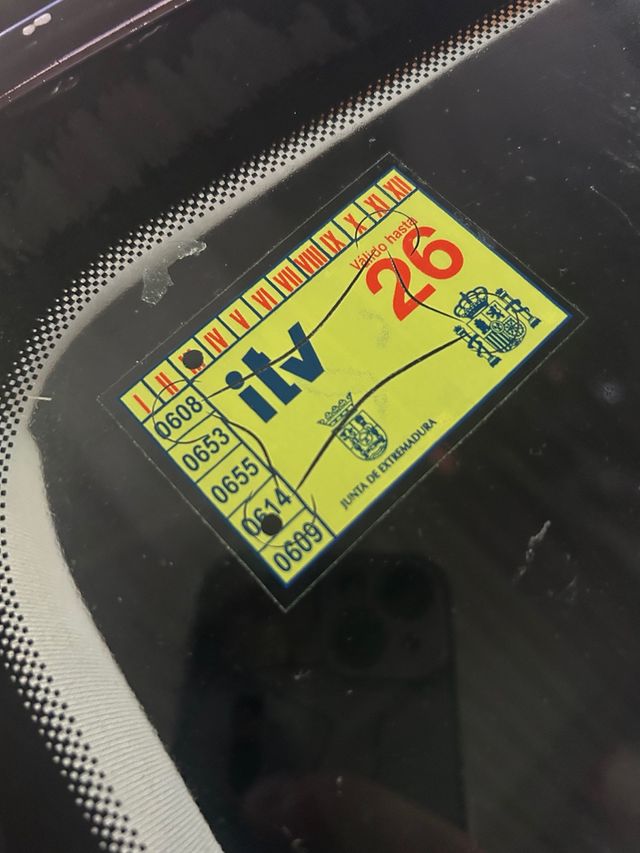 I II III IV V VI VII VIII IX X XI XII
Válido hasta
26
itv
0608
0653
0655
0614
0609
JUNTA DE EXTREMADURA